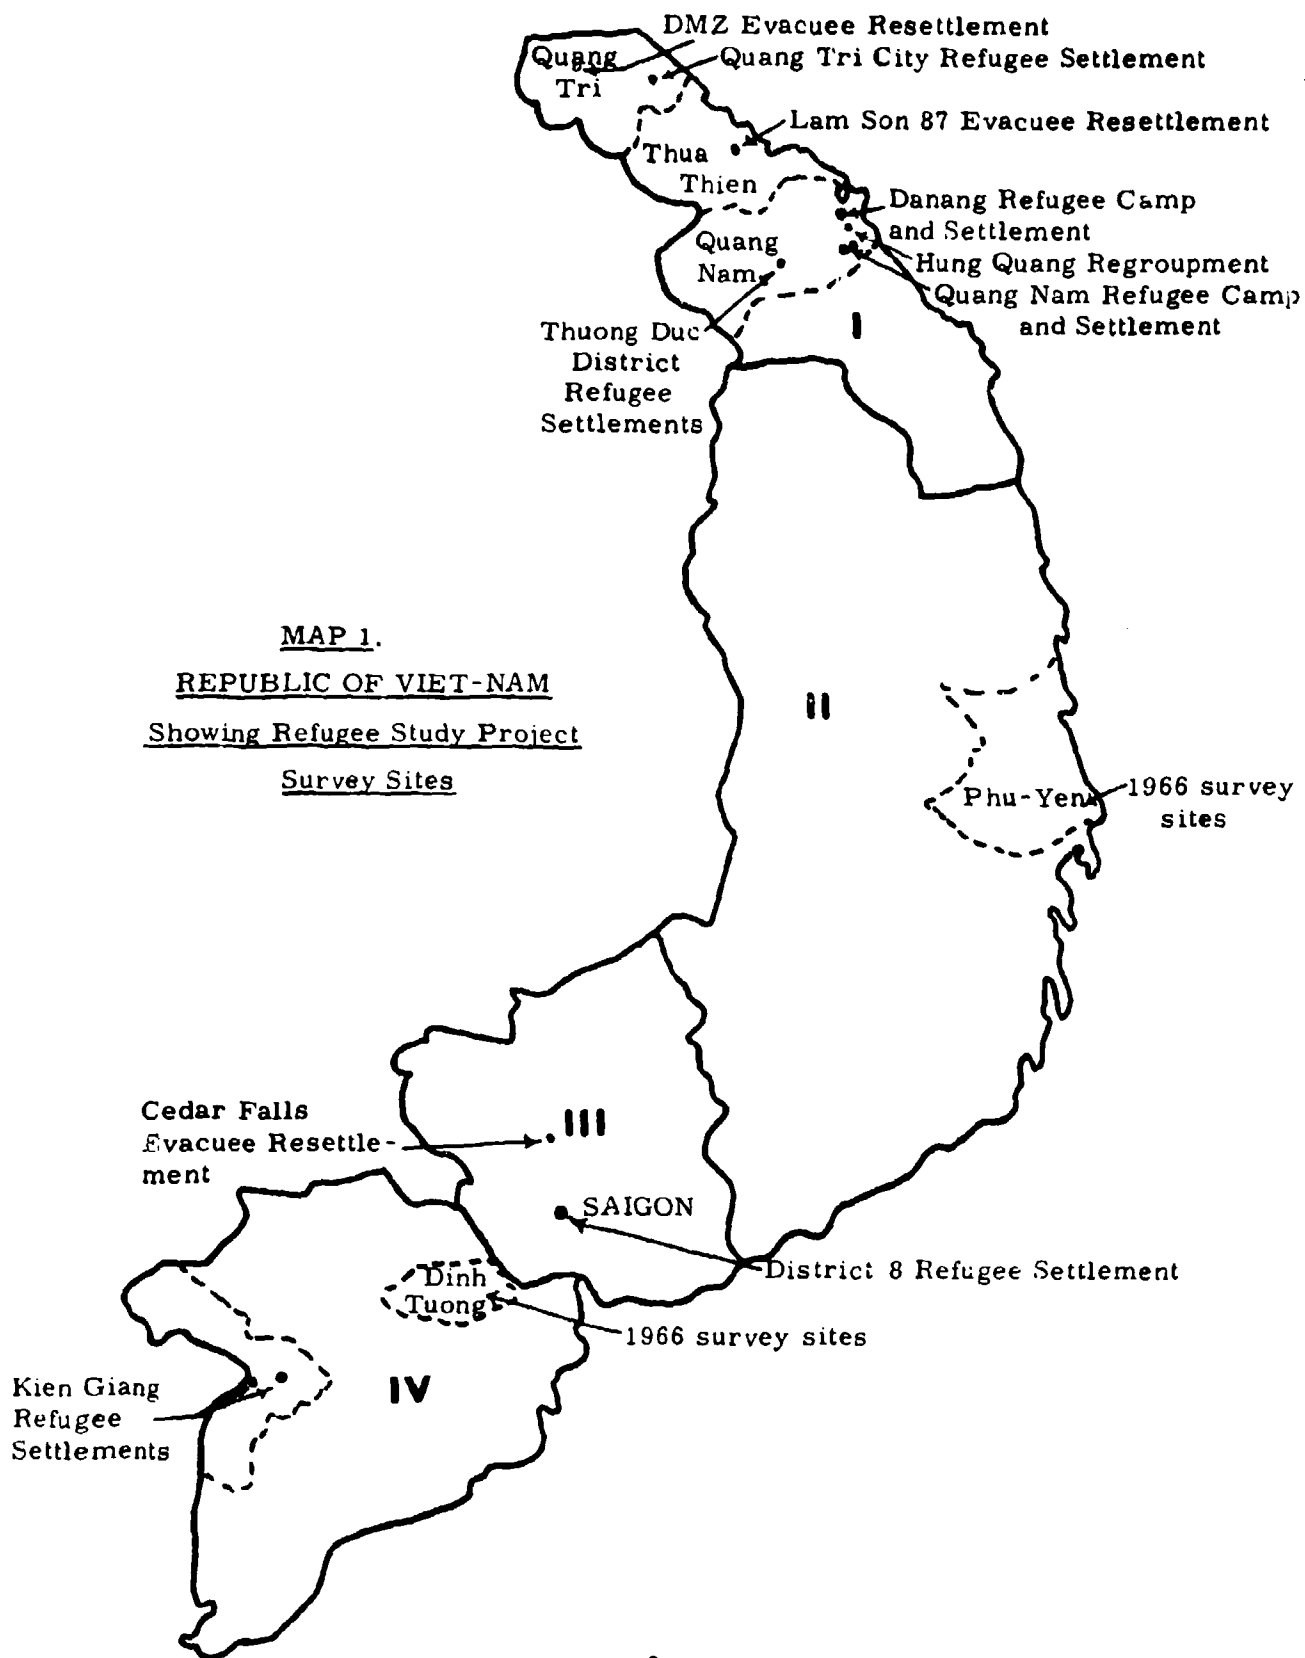 DMZ Evacuee Resettlement
Quang
Tri
Quang Tri City Refugee Settlement
Lam Son 87 Evacuee Resettlement
Thua
Thien
Danang Refugee Camp
and Settlement
Quang
Nam
Hung Quang Regroupment
Quang Nam Refugee Camp
and Settlement
I
Thuong Duc
District
Refugee
Settlements
MAP 1.
REPUBLIC OF VIET-NAM
Showing Refugee Study Project
Survey Sites
II
Phu-Yen
1966 survey
sites
Cedar Falls
Evacuee Resettle-
ment
III
SAIGON
District 8 Refugee Settlement
Dinh
Tuong
1966 survey sites
Kien Giang
Refugee
Settlements
IV